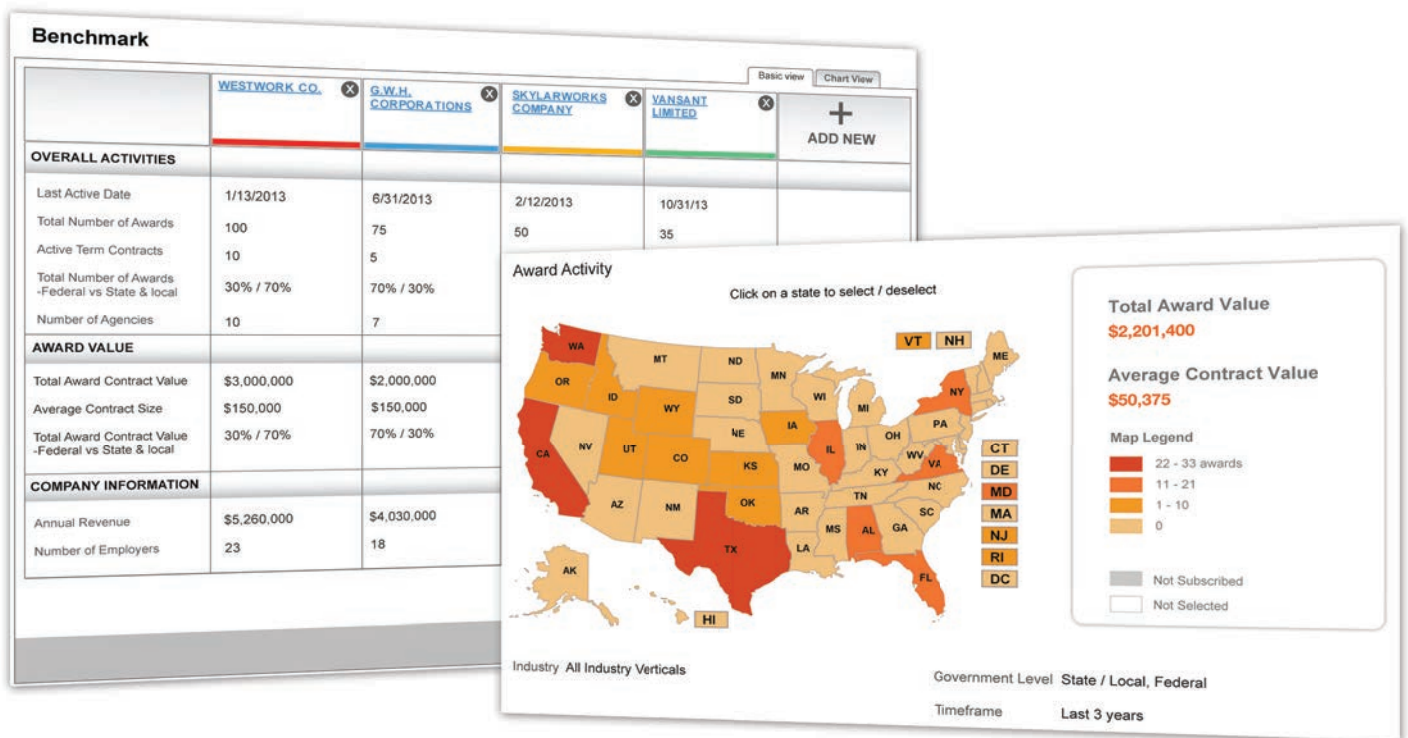 Benchmark
Basic view
Chart View
WESTWORK CO.
X
G.W.H.
CORPORATIONS
X
SKYLARWORKS
COMPANY
X
VANSANT
LIMITED
X
+
ADD NEW
OVERALL ACTIVITIES
Last Active Date 1/13/2013 6/31/2013 2/12/2013 10/31/13
Total Number of Awards 100 75 50 35
Active Term Contracts 10 5
Total Number of Awards
-Federal vs State & local 30% / 70% 70% / 30%
Number of Agencies 10 7
AWARD VALUE
Total Award Contract Value $3,000,000 $2,000,000
Average Contract Size $150,000 $150,000
Total Award Contract Value
-Federal vs State & local 30% / 70% 70% / 30%
COMPANY INFORMATION
Annual Revenue $5,260,000 $4,030,000
Number of Employers 23 18
Award Activity
Click on a state to select / deselect
WA
MT
ND
MN
VT
NH
ME
OR
ID
WY
SD
WI
MI
NY
NV
UT
CO
NE
IA
IL
IN
OH
PA
CA
AZ
NM
KS
OK
MO
KY
WV
VA
NC
TN
AR
SC
TX
LA
MS
AL
GA
FL
AK
HI
CT
DE
MD
MA
NJ
RI
DC
Total Award Value
$2,201,400
Average Contract Value
$50,375
Map Legend
22 - 33 awards
11 - 21
1 - 10
0
Not Subscribed
Not Selected
Industry All Industry Verticals
Government Level State / Local, Federal
Timeframe Last 3 years